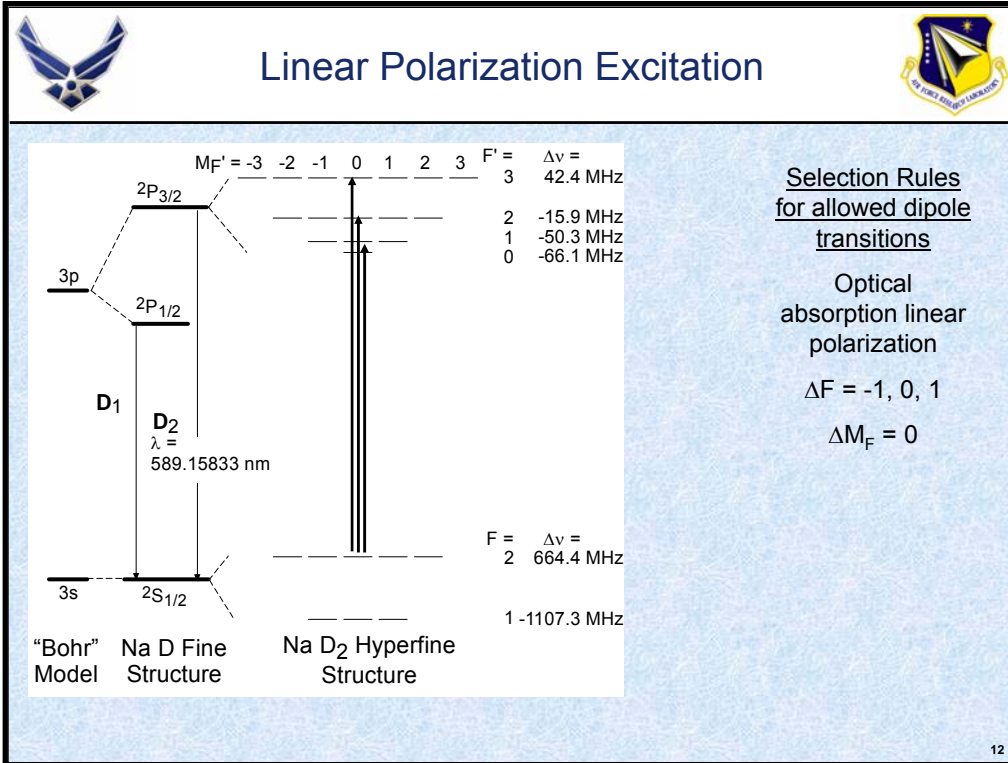 Linear Polarization Excitation
AIR FORCE RESEARCH LABORATORY
MF' = -3 -2 -1 0 1 2 3
F' = Δν =
3 42.4 MHz
2 -15.9 MHz
1 -50.3 MHz
0 -66.1 MHz
2P3/2
3p
2P1/2
D1
D2
λ =
589.15833 nm
F = Δν =
2 664.4 MHz
1 -1107.3 MHz
3s
2S1/2
“Bohr”
Model
Na D Fine
Structure
Na D2 Hyperfine
Structure
Selection Rules
for allowed dipole
transitions
Optical
absorption linear
polarization
ΔF = -1, 0, 1
ΔMF = 0
12